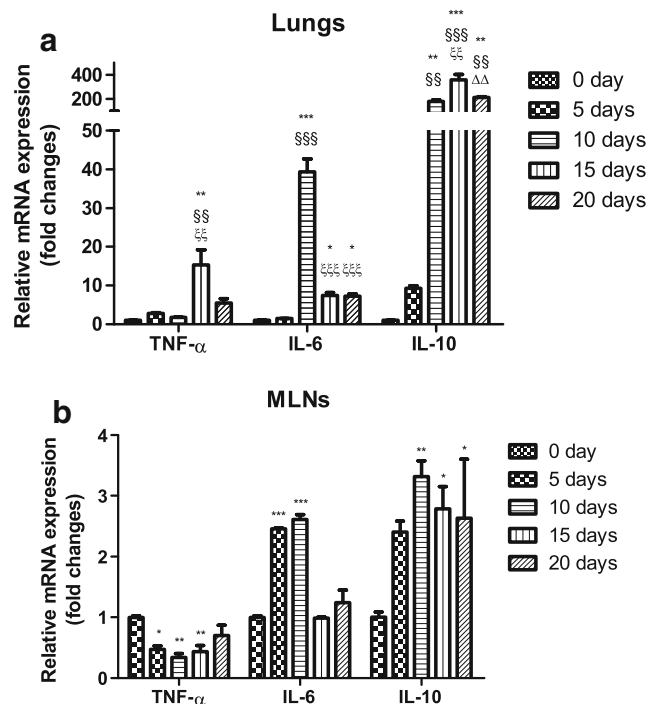 a
Lungs
Relative mRNA expression
(fold changes)
400
200
50
40
30
20
10
0
**
§§
ξξ
***
§§§
*
ξξξ
*
ξξξ
**
§§
***
§§§
ξξ
**
§§
ΔΔ
TNF-α
IL-6
IL-10
0 day
5 days
10 days
15 days
20 days
b
MLNs
Relative mRNA expression
(fold changes)
4
3
2
1
0
*
**
**
***
***
**
*
*
TNF-α
IL-6
IL-10
0 day
5 days
10 days
15 days
20 days